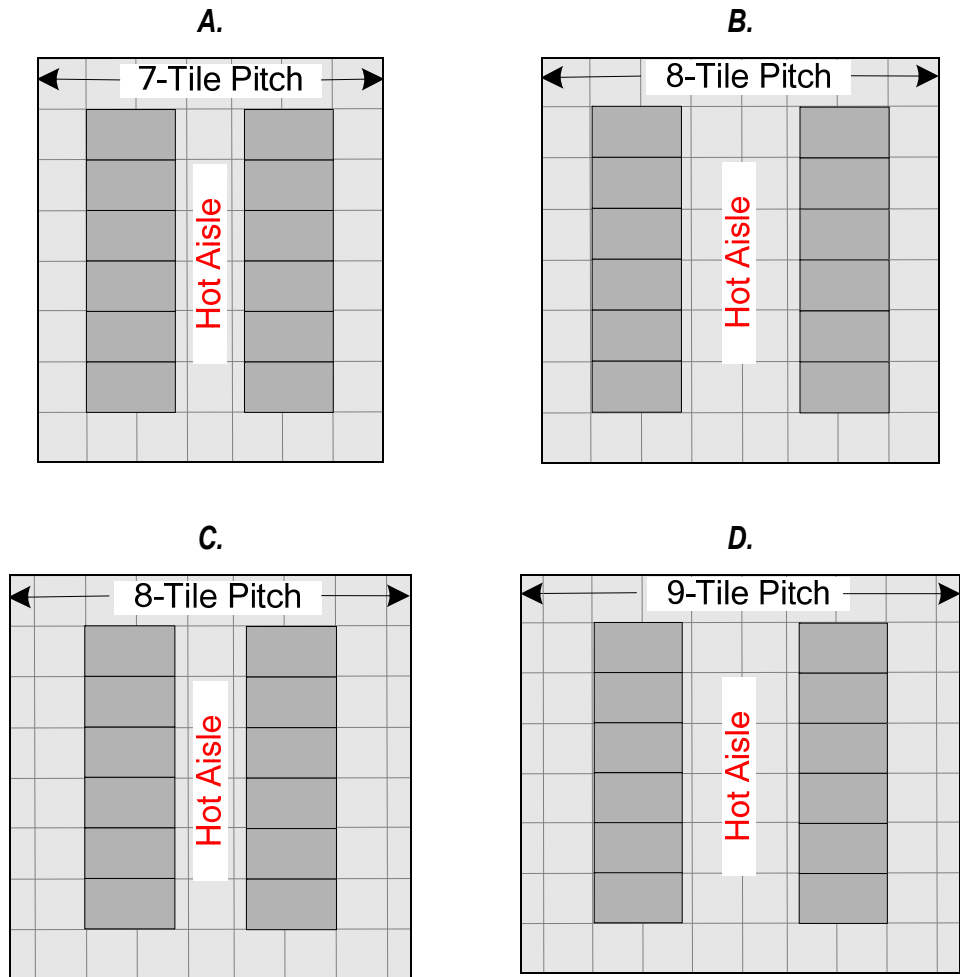 A.
7-Tile Pitch
Hot Aisle
B.
8-Tile Pitch
Hot Aisle
C.
8-Tile Pitch
Hot Aisle
D.
9-Tile Pitch
Hot Aisle